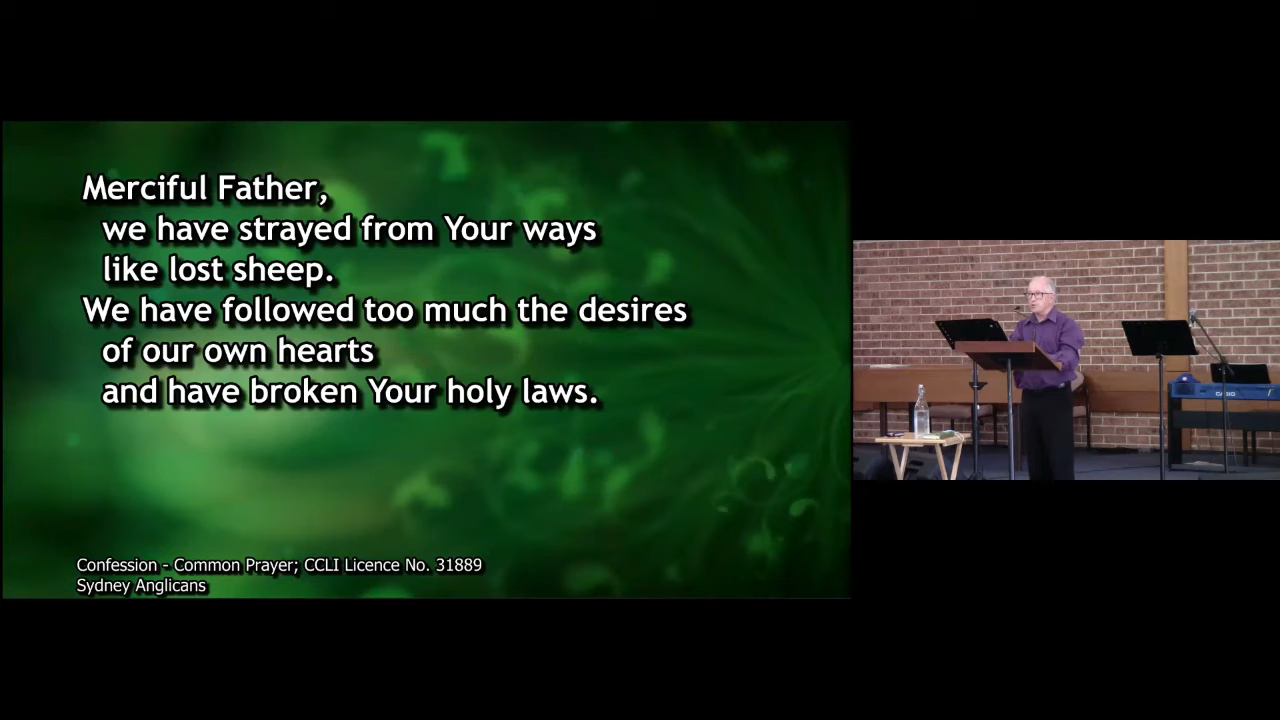 Merciful Father,
we have strayed from Your ways
like lost sheep.
We have followed too much the desires
of our own hearts
and have broken Your holy laws.
Confession - Common Prayer; CCLI Licence No. 31889
Sydney Anglicans
CASIO